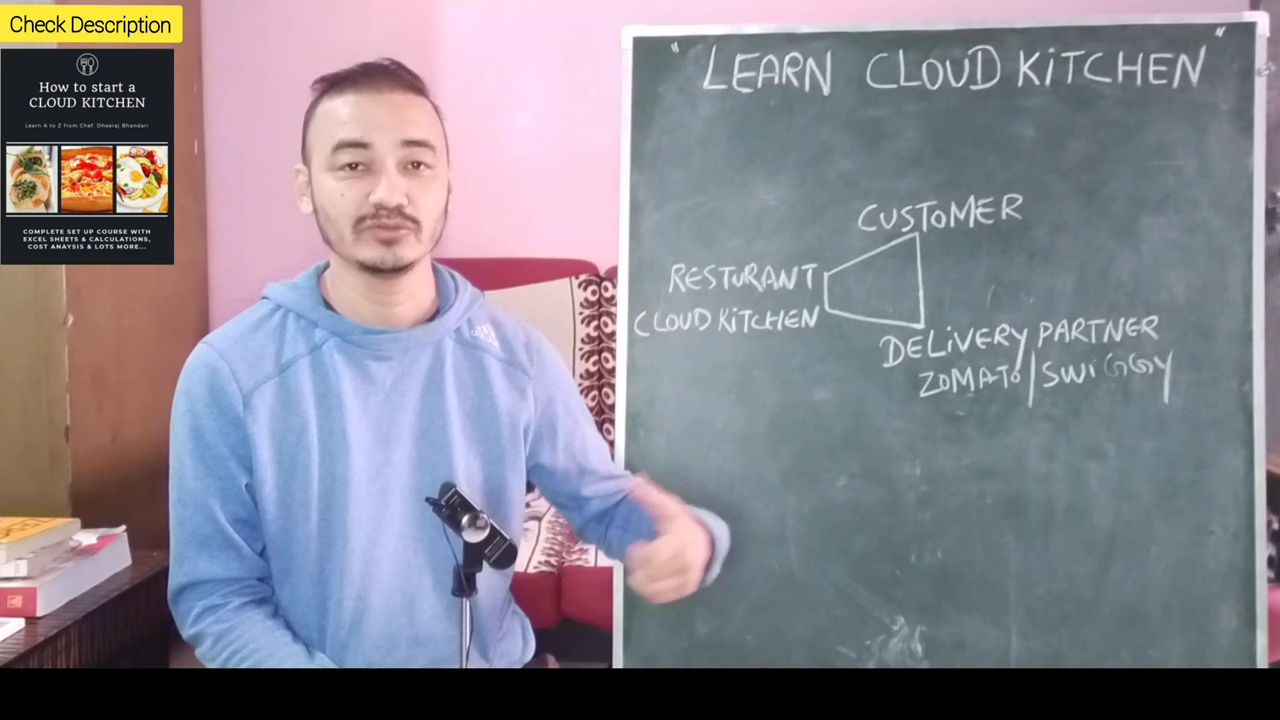 Check Description
How to start a
CLOUD KITCHEN
Learn A to Z from Chef. Dheeraj Bhandari
COMPLETE SET UP COURSE WITH
EXCEL SHEETS & CALCULATIONS,
COST ANAYSIS & LOTS MORE...
"LEARN CLOUD KiTCHEN"
CUSTOMER
RESTURANT
CLOUD KiTCHEN
DELiVERY PARTNER
ZOMATO/SWiGGY